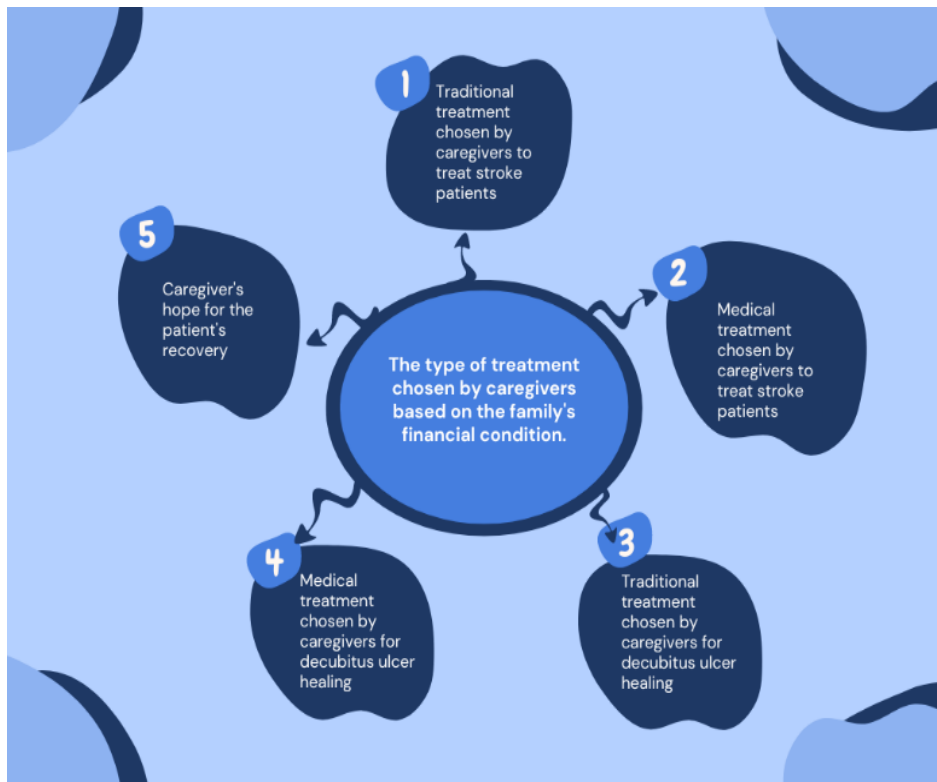 The type of treatment
chosen by caregivers
based on the family's
financial condition.
1
Traditional
treatment
chosen by
caregivers to
treat stroke
patients
2
Medical
treatment
chosen by
caregivers to
treat stroke
patients
3
Traditional
treatment
chosen by
caregivers for
decubitus ulcer
healing
4
Medical
treatment
chosen by
caregivers for
decubitus ulcer
healing
5
Caregiver's
hope for the
patient's
recovery